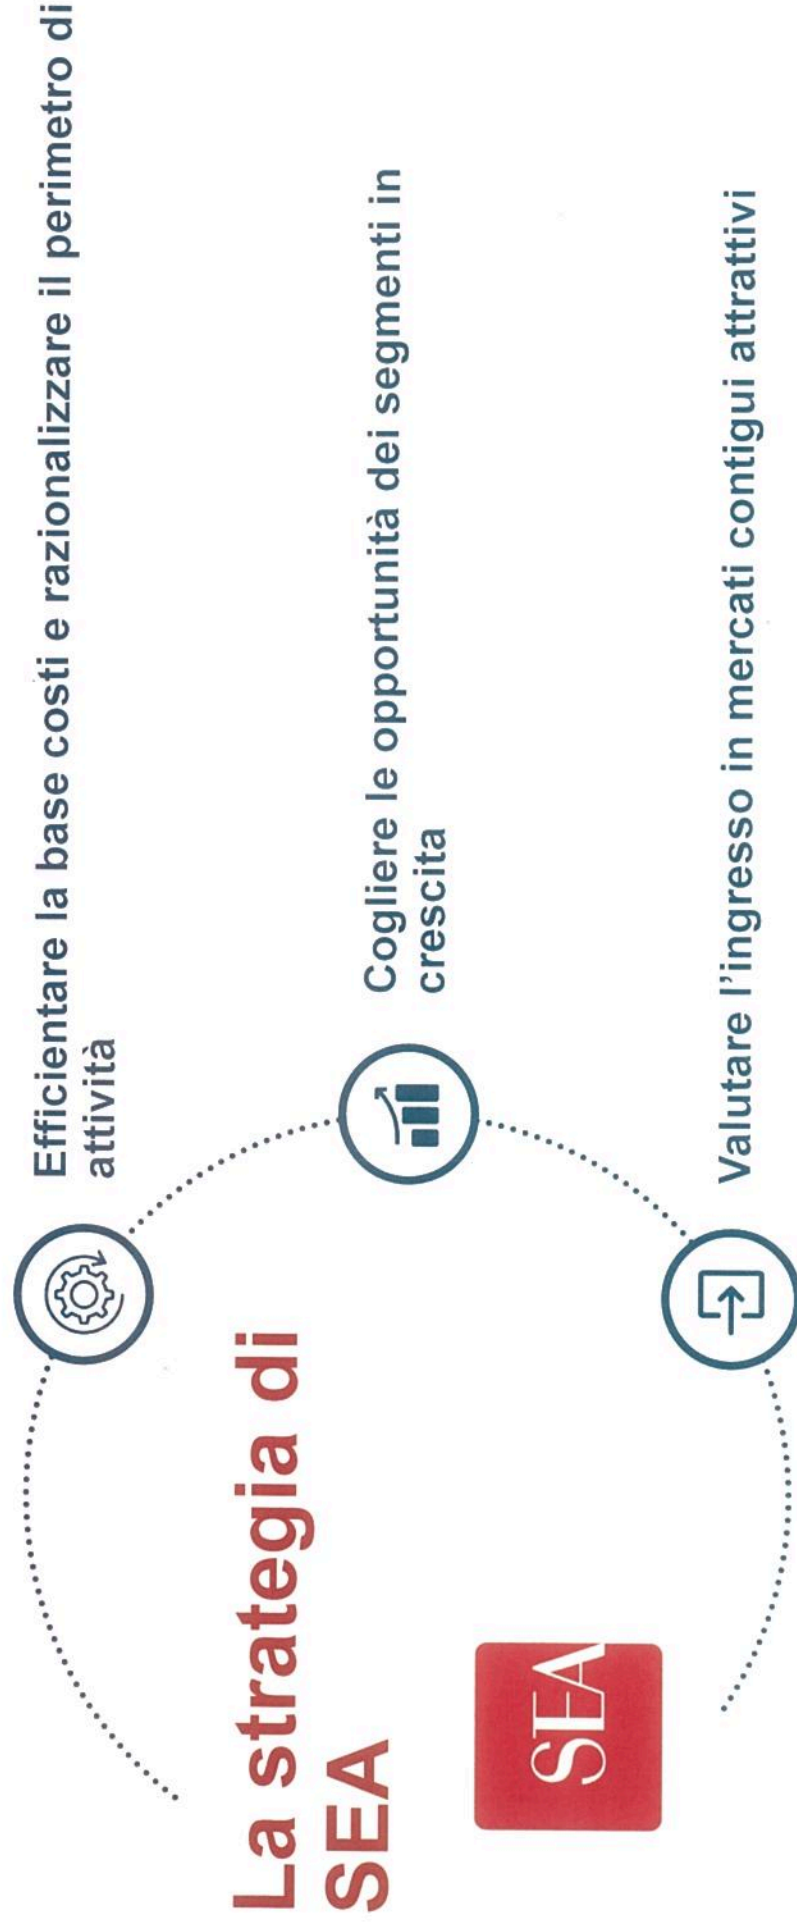 La strategia di
SEA
SEA
Efficientare la base costi e razionalizzare il perimetro di
attività
Cogliere le opportunità dei segmenti in
crescita
Valutare l'ingresso in mercati contigui attrattivi